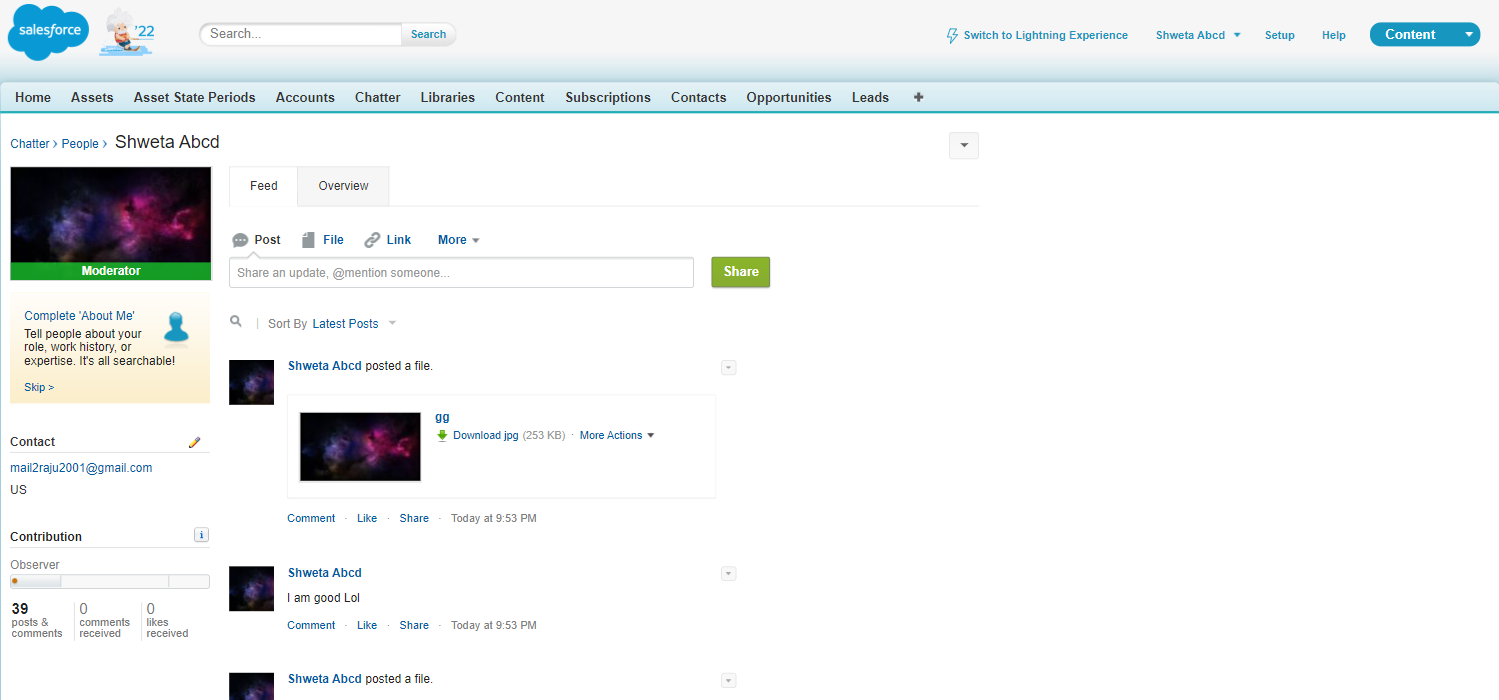 salesforce
'22
Search...
Search
Switch to Lightning Experience
Shweta Abcd
Setup
Help
Content
Home Assets Asset State Periods Accounts Chatter Libraries Content Subscriptions Contacts Opportunities Leads +
Chatter › People › Shweta Abcd
Moderator
Complete 'About Me'
Tell people about your
role, work history, or
expertise. It's all searchable!
Skip >
Contact
mail2raju2001@gmail.com
US
Contribution
i
Observer
39 0 0
posts & comments likes
comments received received
Feed Overview
Post File Link More
Share an update, @mention someone...
Share
| Sort By Latest Posts
Shweta Abcd posted a file.
gg
Download jpg (253 KB) · More Actions
Comment · Like · Share · Today at 9:53 PM
Shweta Abcd
I am good Lol
Comment · Like · Share · Today at 9:53 PM
Shweta Abcd posted a file.